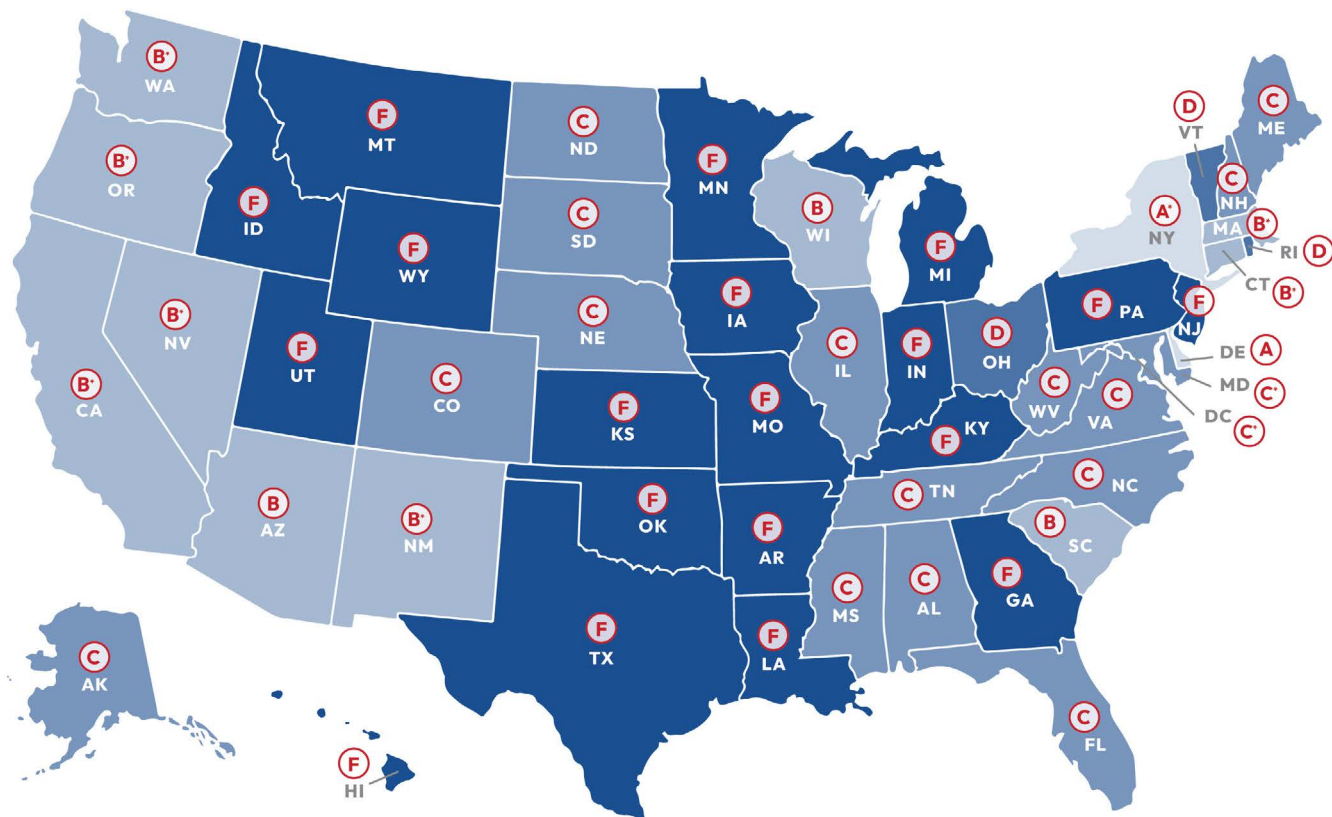 B*
WA
F
MT
C
ND
F
MN
D
VT
C
ME
B*
OR
F
ID
C
SD
B
WI
A*
NY
C
NH
MA B*
RI D
CT B*
F
WY
F
MI
B*
NV
F
UT
C
NE
F
IA
C
IL
F
IN
D
OH
F PA
F
NJ
DE A
MD C*
DC C*
B*
CA
C
CO
F
KS
F
MO
F KY
C
WV
C
VA
B
AZ
B*
NM
F
OK
F
AR
C TN
C NC
B
SC
C
MS
C
AL
F
GA
F
TX
F
LA
C
AK
C
FL
F
HI